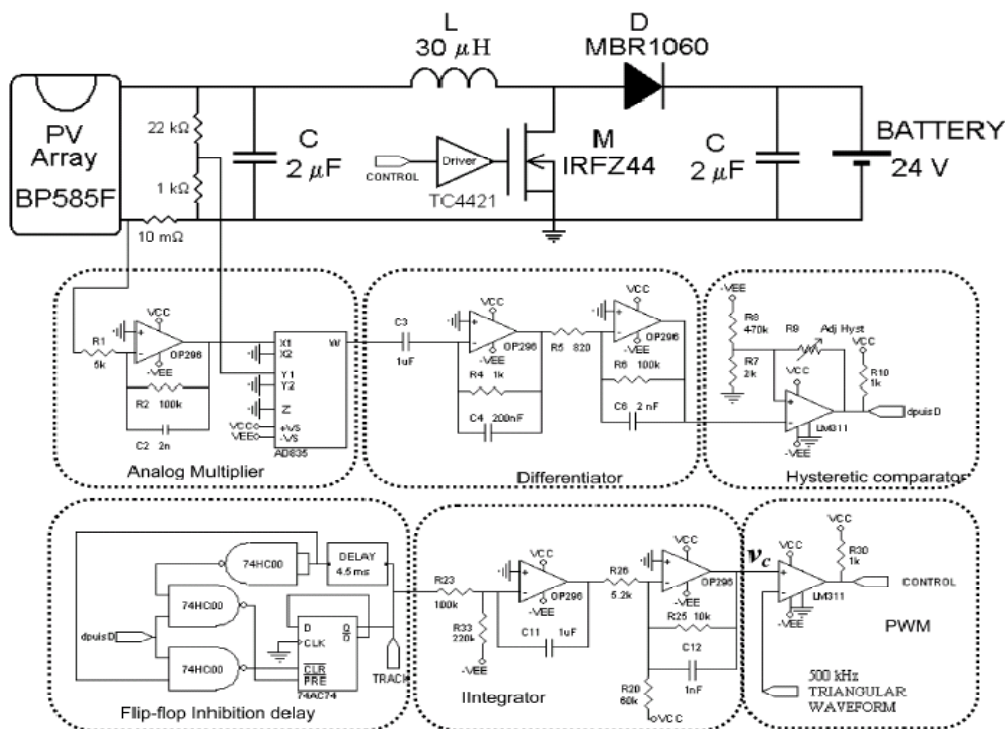 L
30 μH
D
MBR1060
PV
Array
BP585F
22 kΩ
1 kΩ
10 mΩ
C
2 μF
CONTROL
Driver
TC4421
M
IRFZ44
C
2 μF
BATTERY
24 V
R1
5k
VCC
OP296
-VEE
R2 100k
C2 2n
X1
X2
Y1
Y2
Z
+VS
-VS
W
VCC
VEE
AD835
Analog Multiplier
C3
1uF
VCC
OP296
-VEE
R4 1k
C4 200nF
R5 820
VCC
OP296
-VEE
R6 100k
C6 2 nF
Differentiator
-VEE
R8
470k
R7
2k
R9
Adj Hyst
VCC
VCC
R10
1k
dpuisD
LM311
-VEE
Hysteretic comparator
74HC00
DELAY
4.5 ms
74HC00
dpuisD
74HC00
D
Q
CLK
Q
CLR
PRE
74AC74
TRACK
Flip-flop Inhibition delay
R23
100k
R33
220k
-VEE
VCC
OP296
-VEE
C11 1uF
R26
5.2k
VCC
OP296
-VEE
R25 10k
C12
1nF
R20
60k
VCC
IIntegrator
vc
VCC
VCC
R30
1k
LM311
-VEE
CONTROL
PWM
500 kHz
TRIANGULAR
WAVEFORM